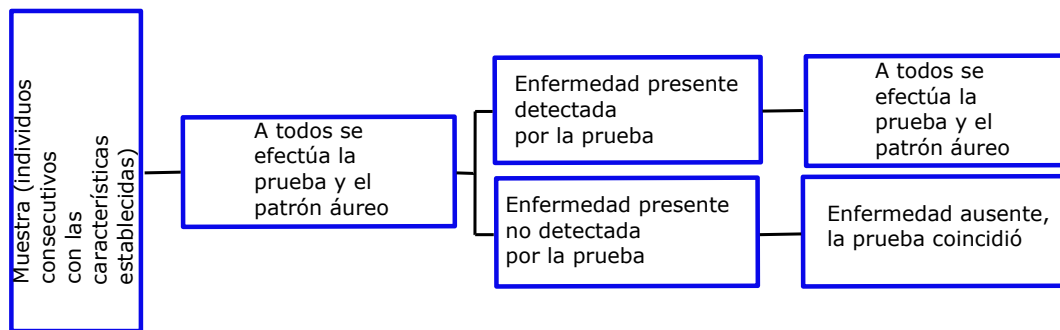 Muestra (individuos
consecutivos
con las
características
establecidas)
A todos se
efectúa la
prueba y el
patrón áureo
Enfermedad presente
detectada
por la prueba
Enfermedad presente
no detectada
por la prueba
A todos se
efectúa la
prueba y el
patrón áureo
Enfermedad ausente,
la prueba coincidió